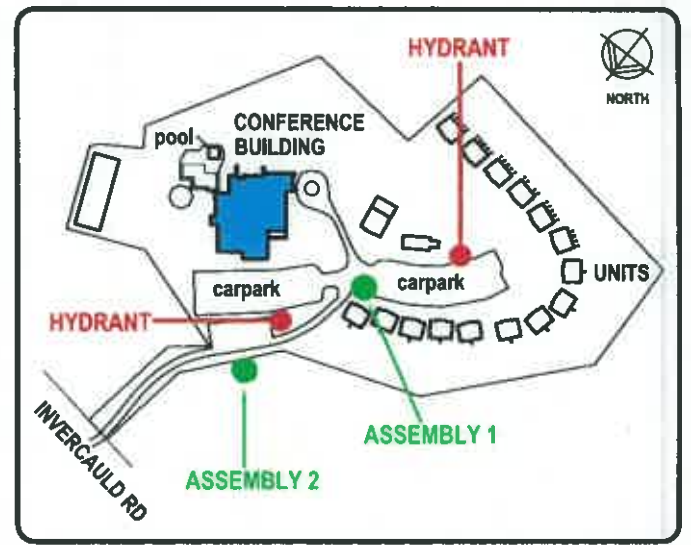 HYDRANT
NORTH
CONFERENCE
BUILDING
pool
UNITS
carpark
carpark
HYDRANT
ASSEMBLY 1
ASSEMBLY 2
INVERCAULD RD